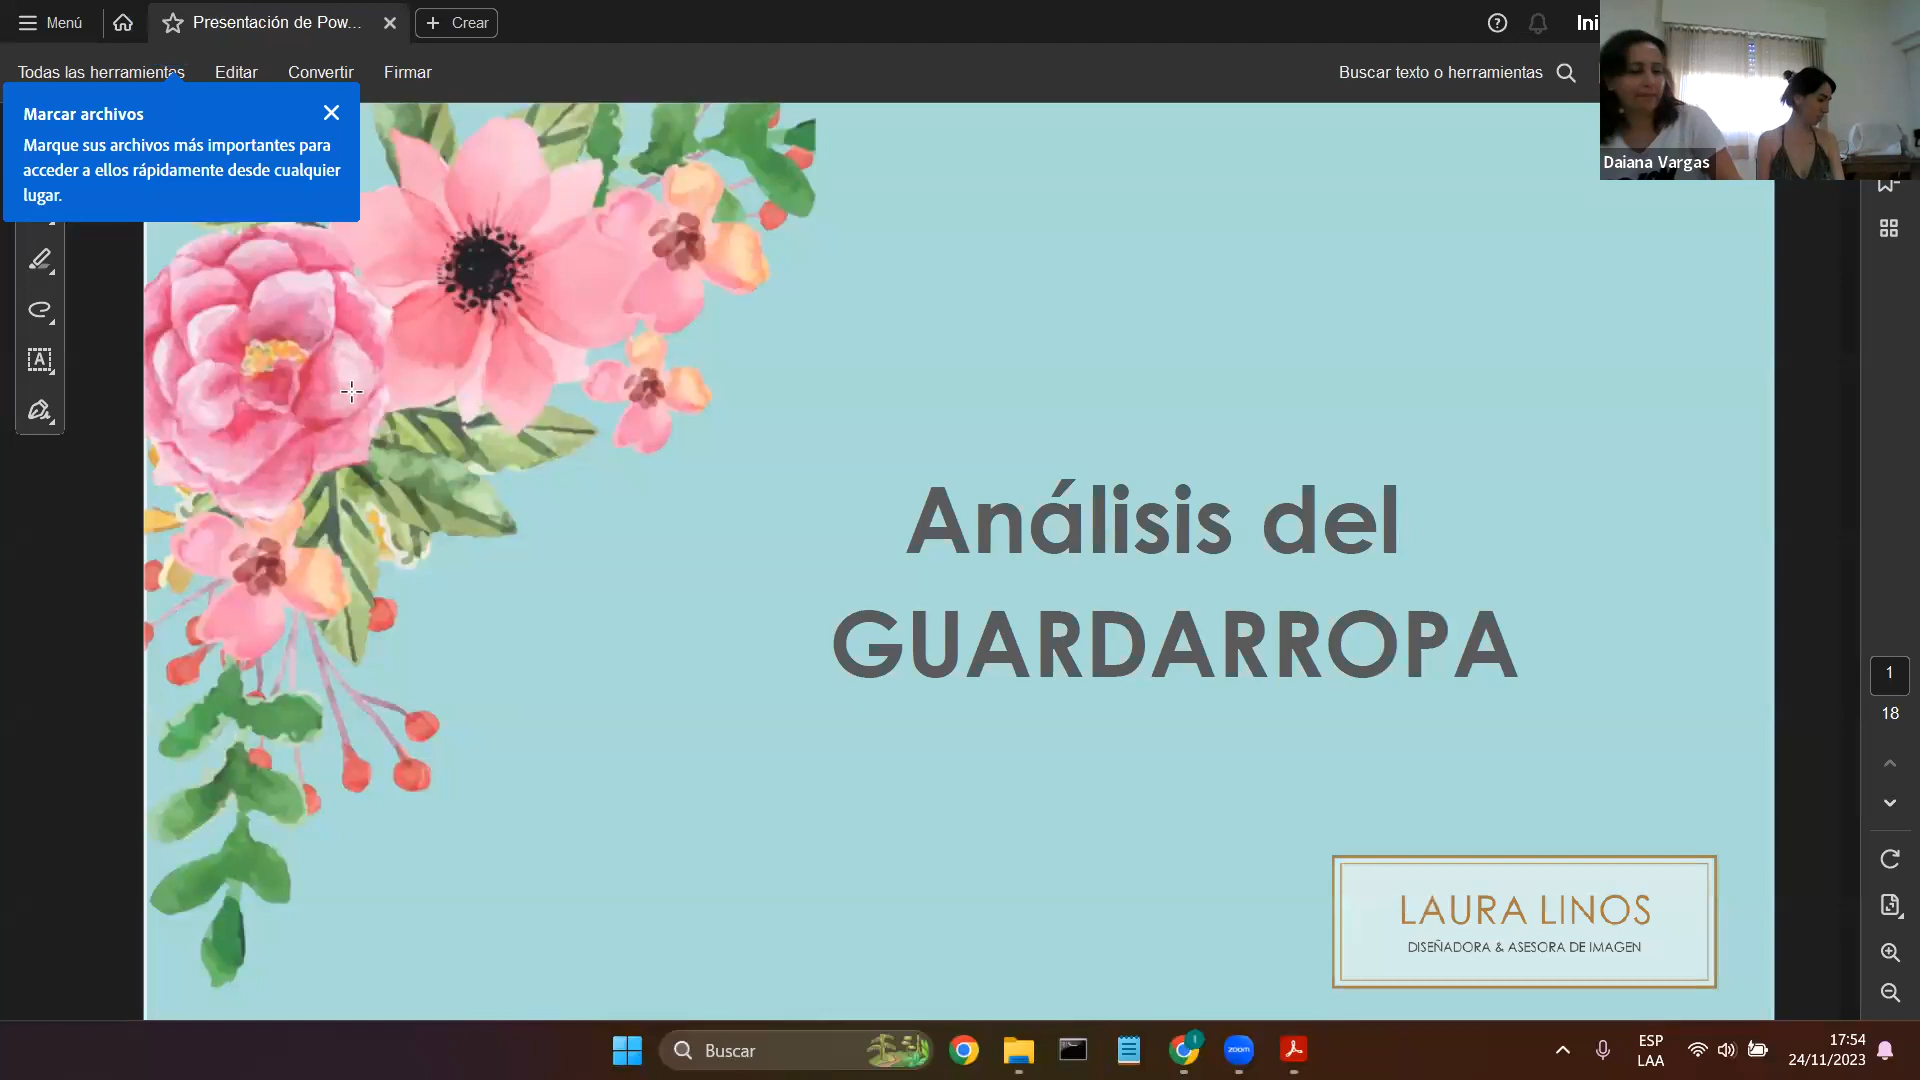 Menú
Presentación de Pow...
Crear
Ini
Todas las herramientas
Editar
Convertir
Firmar
Buscar texto o herramientas
Marcar archivos
Marque sus archivos más importantes para
acceder a ellos rápidamente desde cualquier
lugar.
Daiana Vargas
Análisis del
GUARDARROPA
1
18
LAURA LINOS
DISEÑADORA & ASESORA DE IMAGEN
Buscar
zoom
ESP
LAA
17:54
24/11/2023